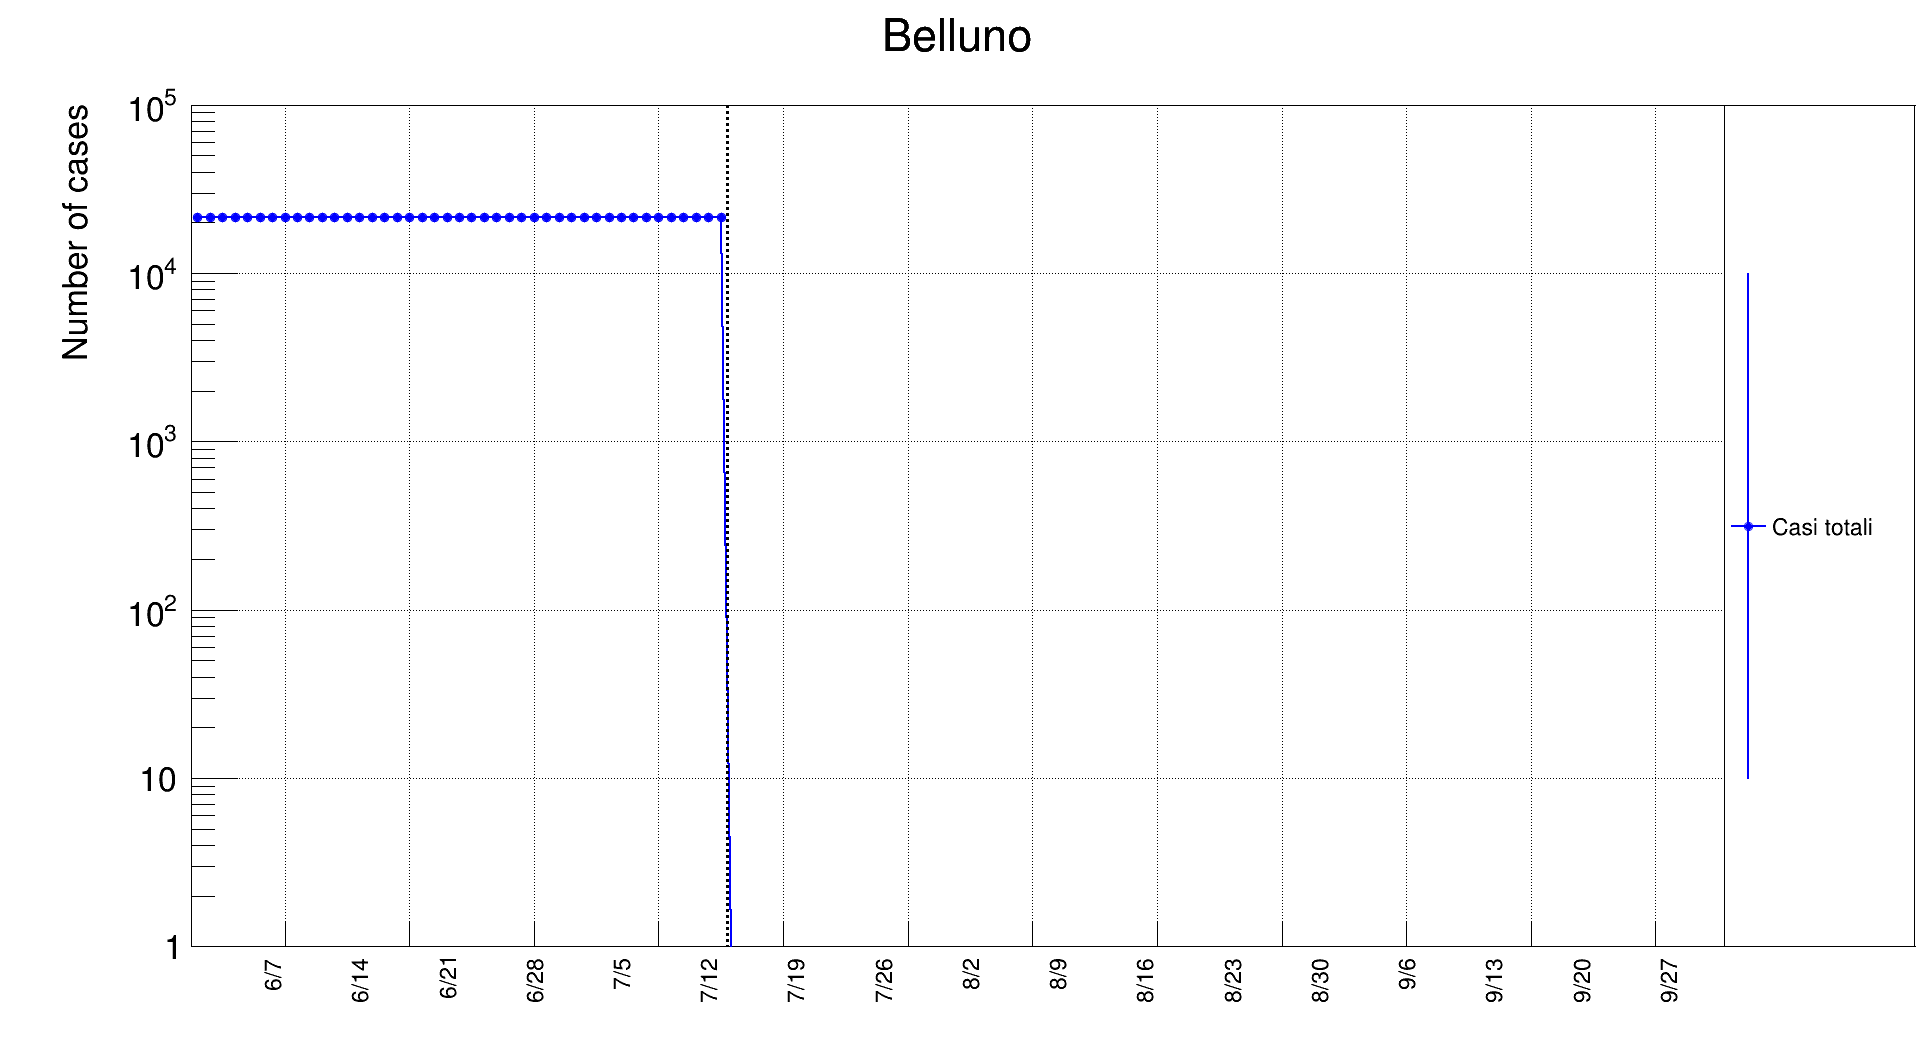 Belluno
Number of cases
10^5
10^4
10^3
10^2
10
1
6/7 6/14 6/21 6/28 7/5 7/12 7/19 7/26 8/2 8/9 8/16 8/23 8/30 9/6 9/13 9/20 9/27
Casi totali